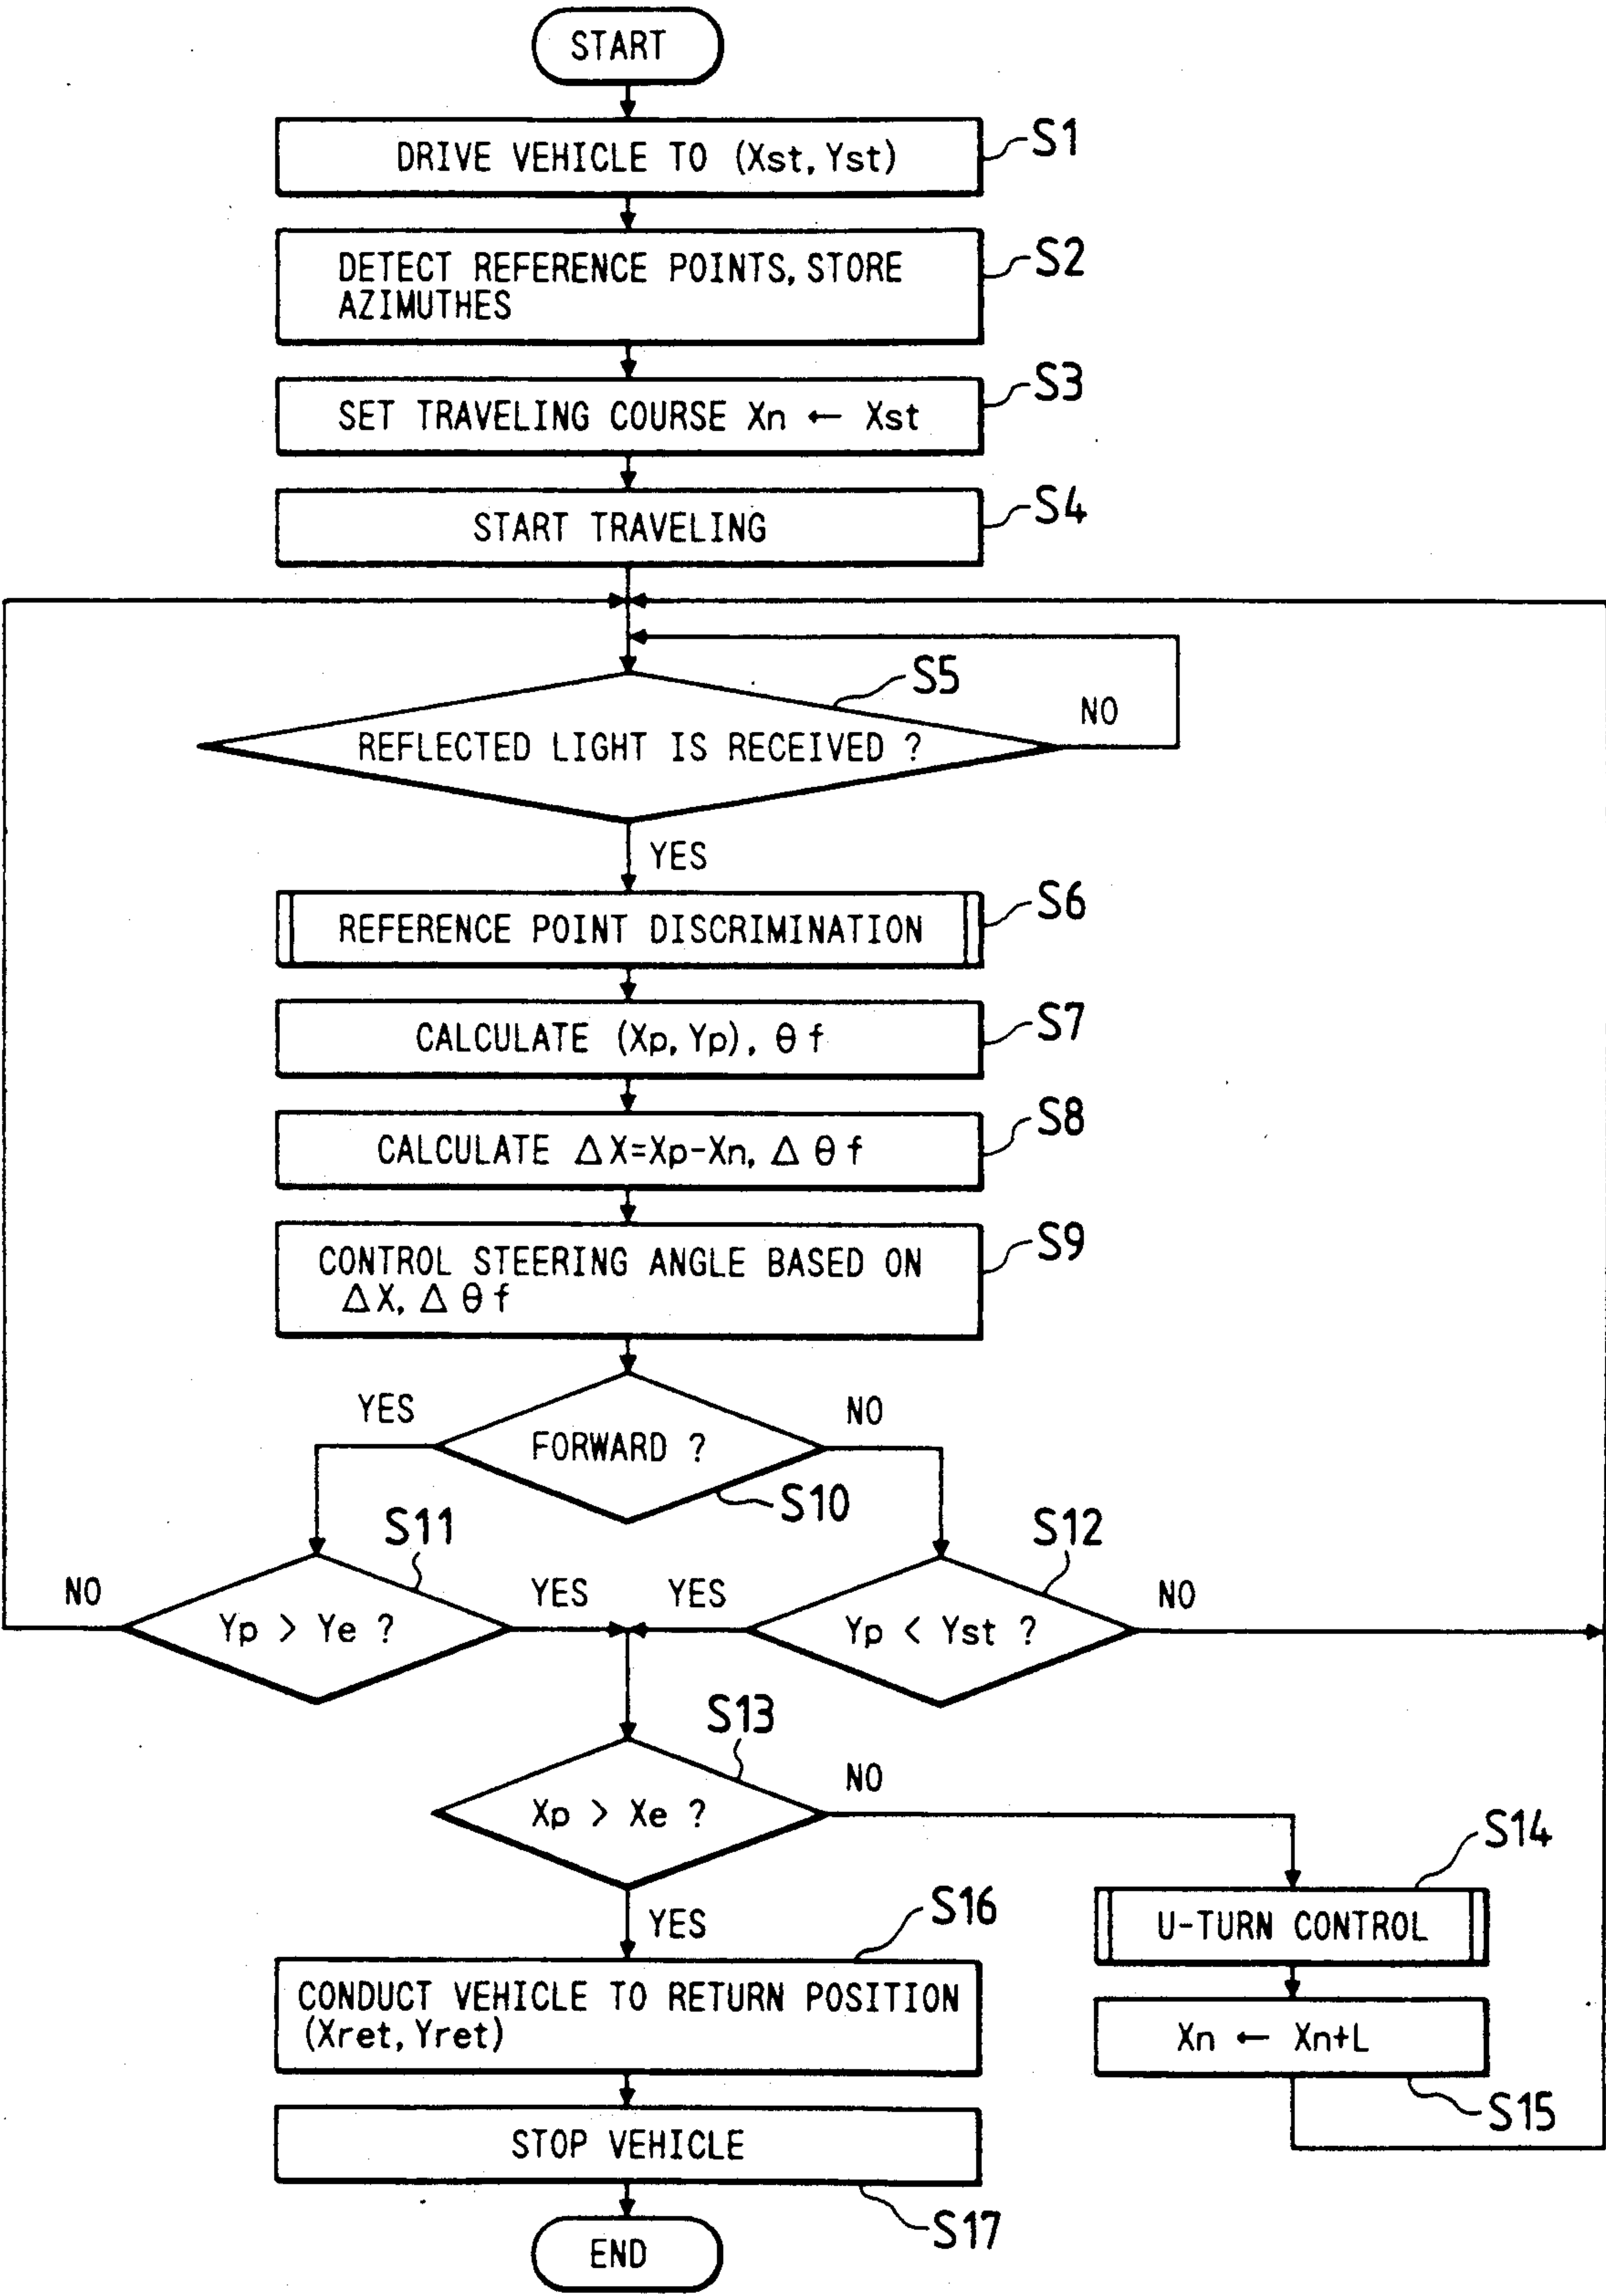 START
DRIVE VEHICLE TO (Xst, Yst)
S1
DETECT REFERENCE POINTS, STORE
AZIMUTHES
S2
SET TRAVELING COURSE Xn ← Xst
S3
START TRAVELING
S4
S5
REFLECTED LIGHT IS RECEIVED ?
NO
YES
REFERENCE POINT DISCRIMINATION
S6
CALCULATE (Xp, Yp), θf
S7
CALCULATE ΔX=Xp-Xn, Δθf
S8
CONTROL STEERING ANGLE BASED ON
ΔX, Δθf
S9
YES
FORWARD ?
NO
S10
S11
S12
NO
Yp > Ye ?
YES
YES
Yp < Yst ?
NO
S13
Xp > Xe ?
NO
YES
S14
U-TURN CONTROL
S16
CONDUCT VEHICLE TO RETURN POSITION
(Xret, Yret)
Xn ← Xn+L
S15
STOP VEHICLE
S17
END